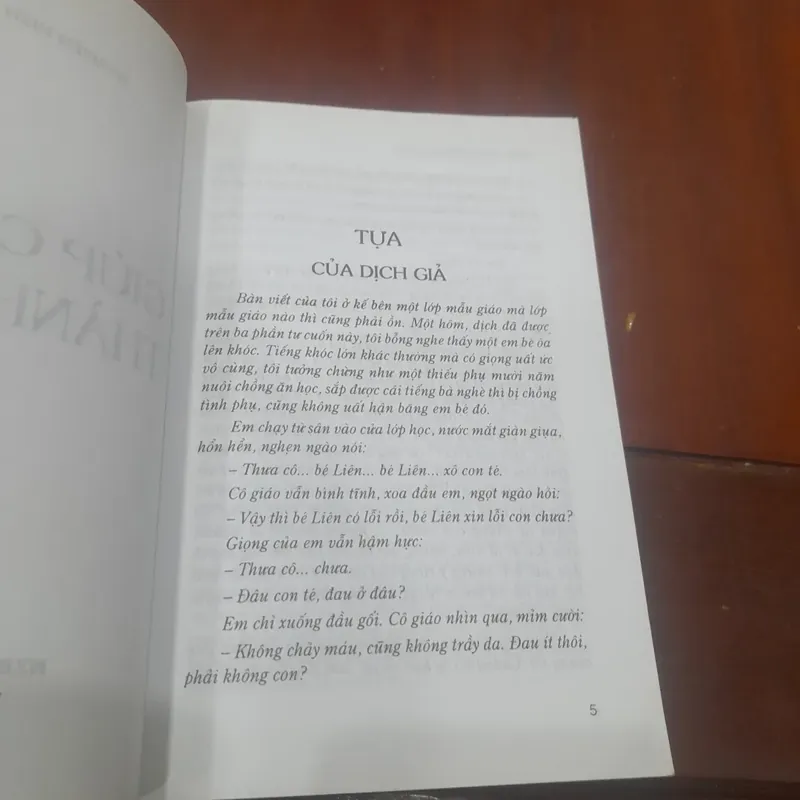 TỰA
CỦA DỊCH GIẢ
Bàn viết của tôi ở kế bên một lớp mẫu giáo mà lớp
mẫu giáo nào thì cũng phải ồn. Một hôm, dịch đã được
trên ba phần tư cuốn này, tôi bỗng nghe thấy một em bé òa
lên khóc. Tiếng khóc lớn khác thường mà có giọng uất ức
vô cùng, tôi tưởng chừng như một thiếu phụ mười năm
nuôi chồng ăn học, sắp được cái tiếng bà nghè thì bị chồng
tình phụ, cũng không uất hận bằng em bé đó.
Em chạy từ sân vào cửa lớp học, nước mắt giàn giụa,
hổn hển, nghẹn ngào nói:
– Thưa cô... bé Liên... bé Liên... xô con tè.
Cô giáo vẫn bình tĩnh, xoa đầu em, ngọt ngào hỏi:
– Vậy thì bé Liên có lỗi rồi, bé Liên xin lỗi con chưa?
Giọng của em vẫn hậm hực:
– Thưa cô... chưa.
– Đâu con tè, đau ở đâu?
Em chỉ xuống đầu gối. Cô giáo nhìn qua, mỉm cười:
– Không chảy máu, cũng không trầy da. Đau ít thôi,
phải không con?
5